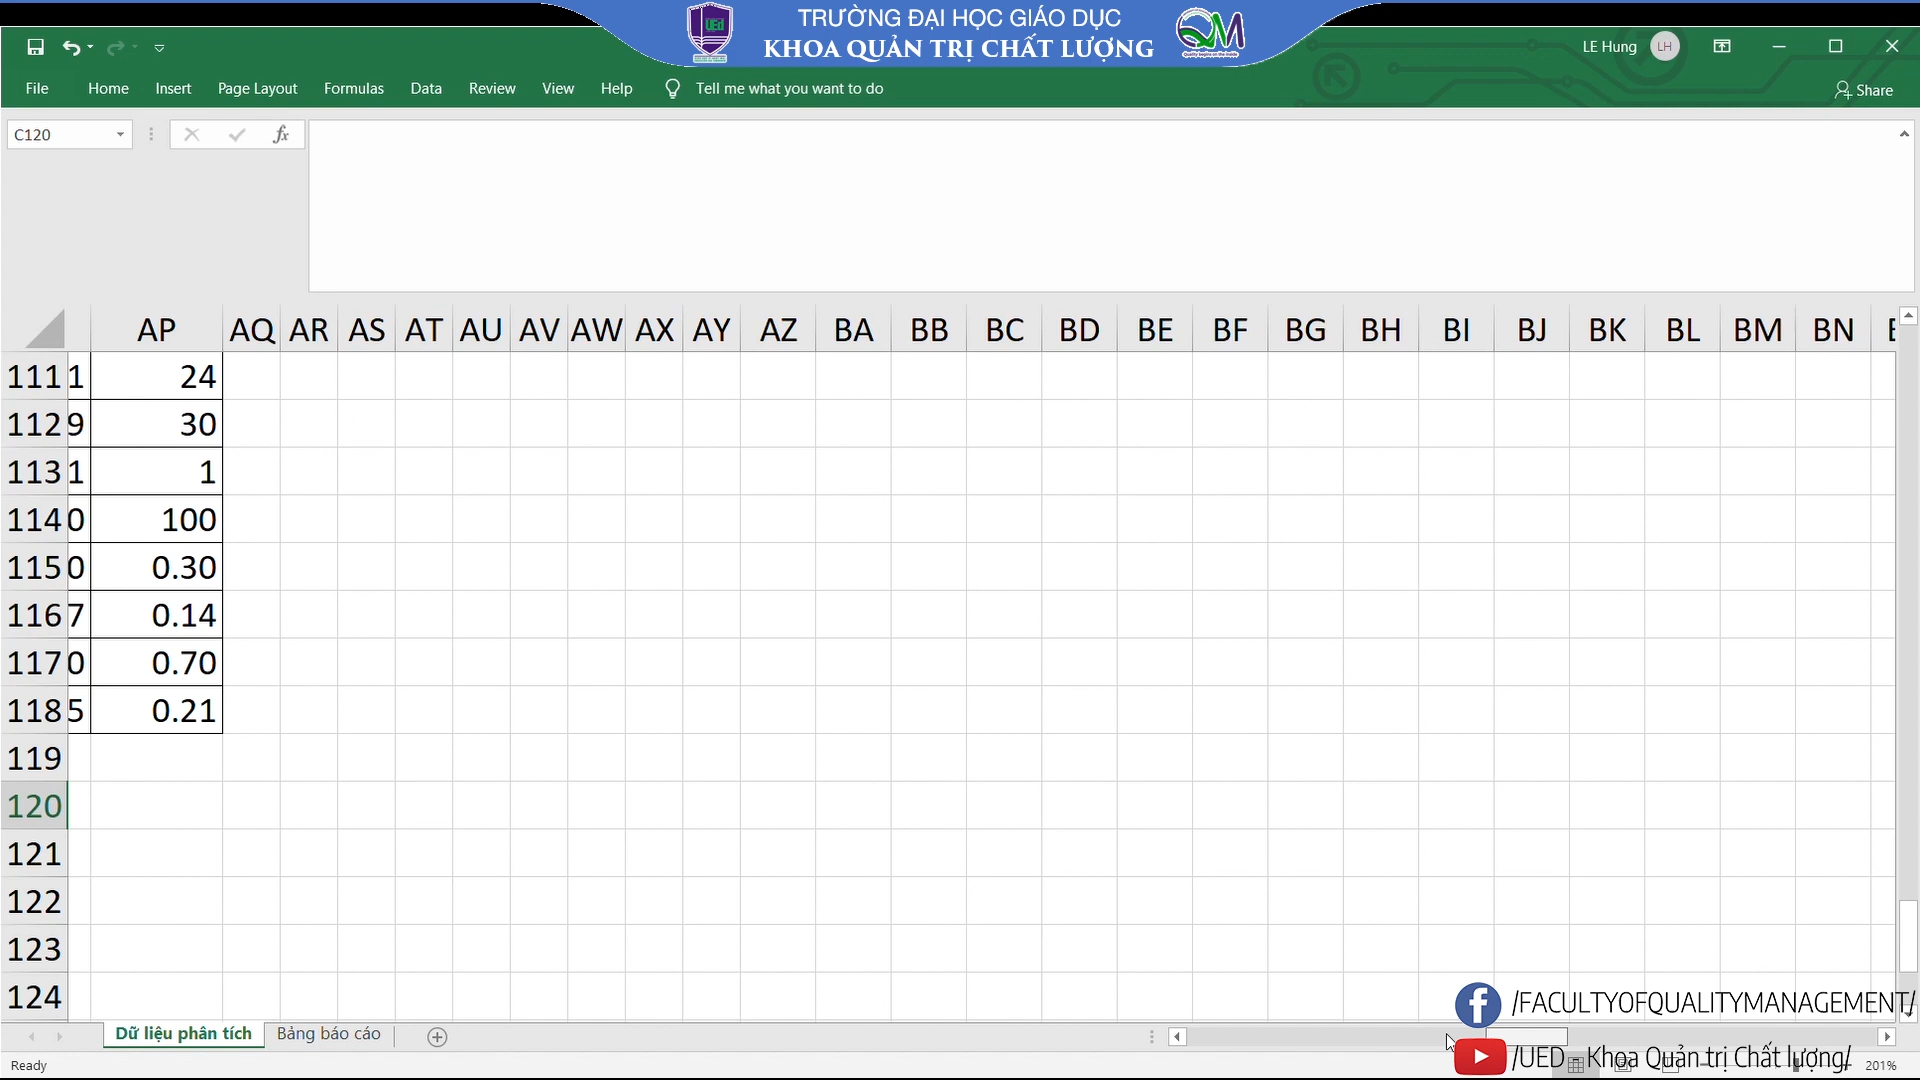 TRƯỜNG ĐẠI HỌC GIÁO DỤC
KHOA QUẢN TRỊ CHẤT LƯỢNG
UEd
QM
LE Hung LH
File Home Insert Page Layout Formulas Data Review View Help Tell me what you want to do Share
C120 fx
AP AQ AR AS AT AU AV AW AX AY AZ BA BB BC BD BE BF BG BH BI BJ BK BL BM BN
111 1 24
112 9 30
113 1 1
114 0 100
115 0 0.30
116 7 0.14
117 0 0.70
118 5 0.21
119
120
121
122
123
124
/FACULTYOFQUALITYMANAGEMENT/
Dữ liệu phân tích Bảng báo cáo
/UED - Khoa Quản trị Chất lượng/
Ready 201%